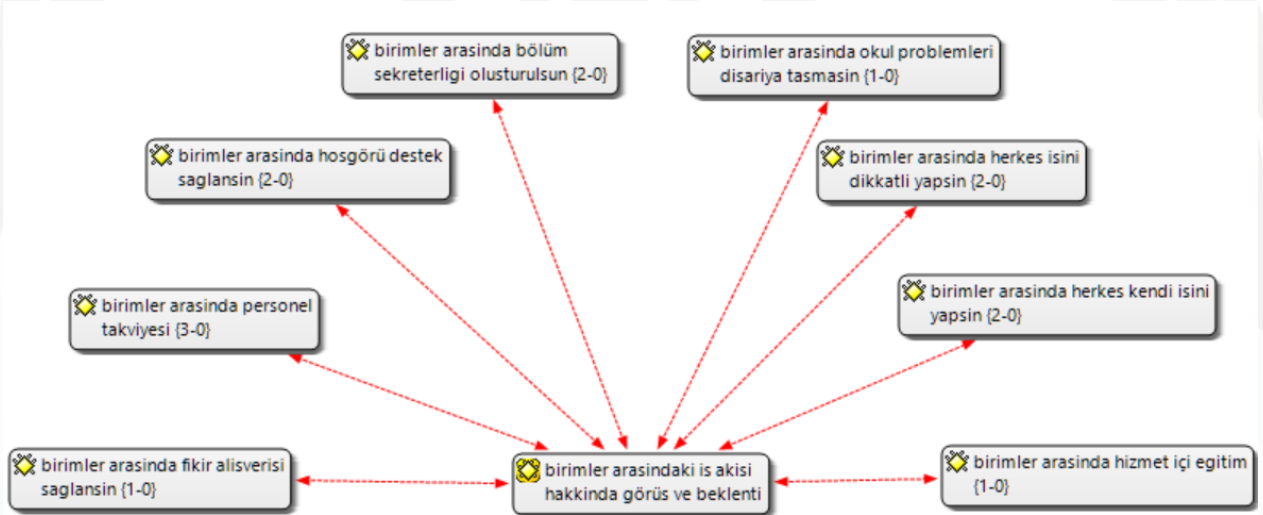 birimler arasinda bölüm
sekreterligi olusturulsun {2-0}
birimler arasinda okul problemleri
disariya tasmasin {1-0}
birimler arasinda hosgörü destek
saglansin {2-0}
birimler arasinda herkes isini
dikkatli yapsin {2-0}
birimler arasinda personel
takviyesi {3-0}
birimler arasinda herkes kendi isini
yapsin {2-0}
birimler arasinda fikir alisverisi
saglansin {1-0}
birimler arasindaki is akisi
hakkinda görüs ve beklenti
birimler arasinda hizmet içi egitim
{1-0}